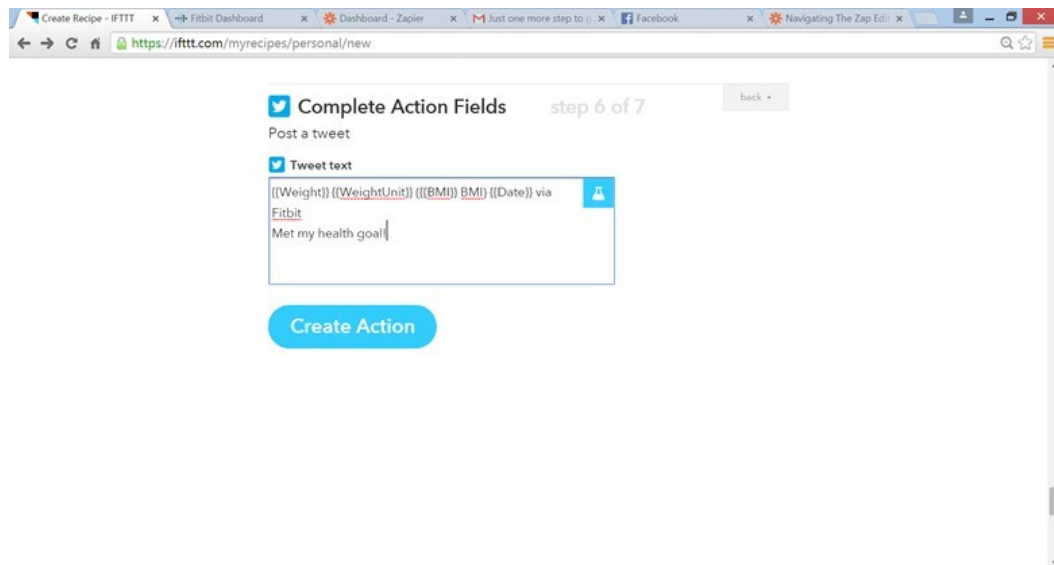 Create Recipe - IFTTT
Fitbit Dashboard
Dashboard - Zapier
Just one more step to g
Facebook
Navigating The Zap Edi
https://ifttt.com/myrecipes/personal/new
Complete Action Fields
step 6 of 7
back
Post a tweet
Tweet text
{{Weight}} {{WeightUnit}} ({{BMI}} BMI) {{Date}} via
Fitbit
Met my health goal!
Create Action